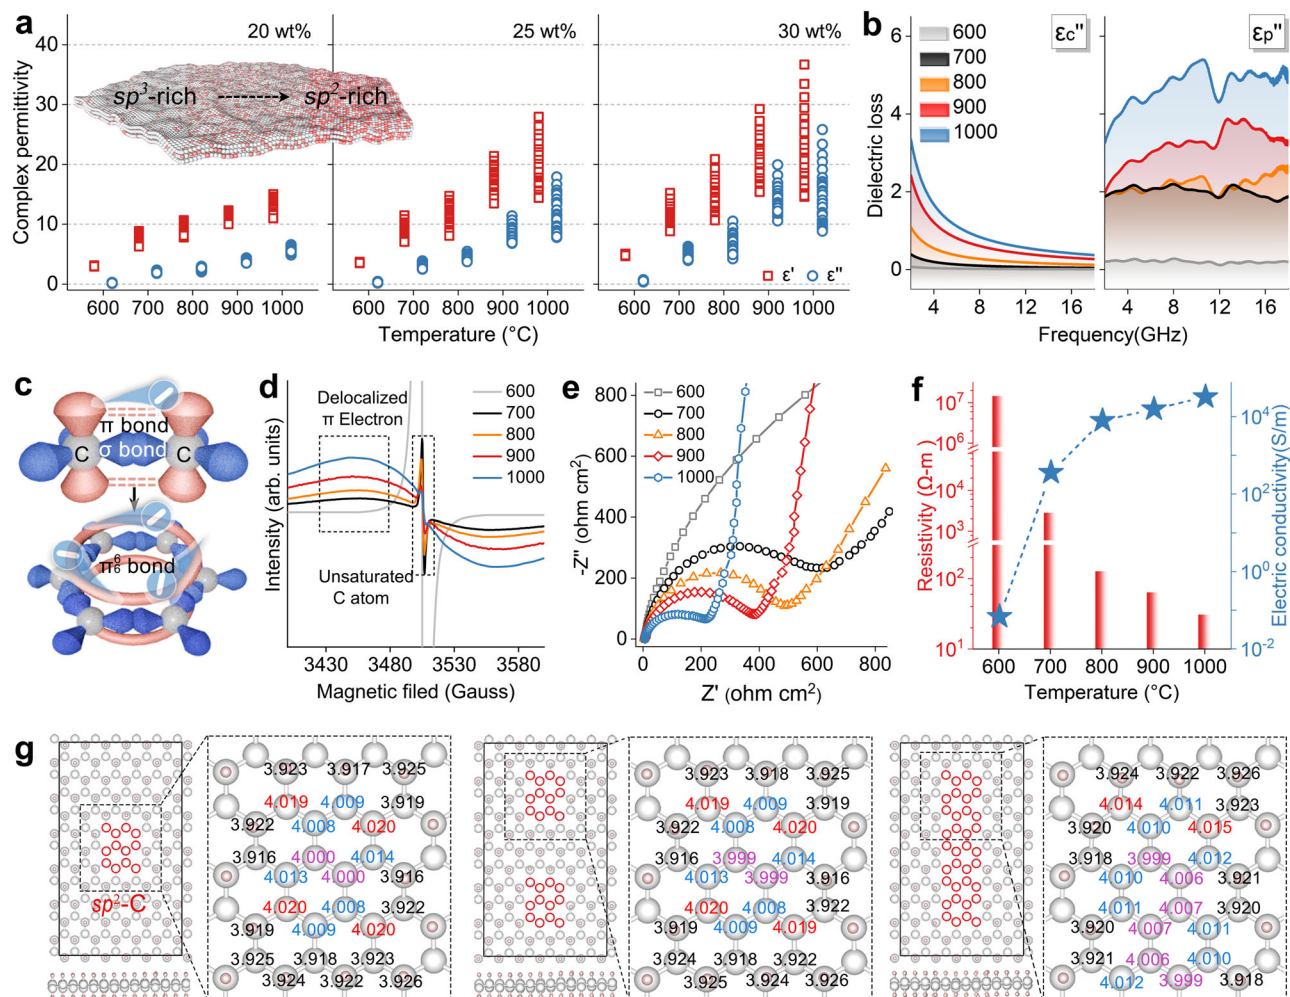 a
20 wt%
25 wt%
30 wt%
Complex permittivity
40
30
20
10
0
sp³-rich
sp²-rich
ε'
ε''
600 700 800 900 1000
600 700 800 900 1000
600 700 800 900 1000
Temperature (°C)
b
600
700
800
900
1000
εc''
εp''
Dielectric loss
6
4
2
0
4 8 12 16
4 8 12 16
Frequency(GHz)
c
π bond
C σ bond C
π⁶₆ bond
d
Delocalized
π Electron
600
700
800
900
1000
Unsaturated
C atom
Intensity (arb. units)
3430 3480 3530 3580
Magnetic filed (Gauss)
e
600
700
800
900
1000
-Z'' (ohm cm2)
800
600
400
200
0
0 200 400 600 800
Z' (ohm cm2)
f
Resistivity (Ω-m)
10⁷
10⁶
10⁴
10³
10²
10¹
Electric conductivity(S/m)
10⁴
10²
10⁰
10⁻²
600 700 800 900 1000
Temperature (°C)
g
sp²-C
3.923 3.917 3.925
4.019 4.009 3.919
3.922 4.008 4.020
3.916 4.000 4.014
4.013 4.000 3.916
4.020 4.008 3.922
3.919 4.009 4.020
3.925 3.918 3.923
3.924 3.922 3.926
3.923 3.918 3.925
4.019 4.009 3.919
3.922 4.008 4.020
3.916 3.999 4.014
4.013 3.999 3.916
4.020 4.008 3.922
3.919 4.009 4.019
3.924 3.918 3.922
3.925 3.924 3.926
3.924 3.922 3.926
4.014 4.011 3.923
3.920 4.010 4.015
3.918 3.999 4.012
4.010 4.006 3.921
4.011 4.007 3.920
3.920 4.007 4.011
3.921 4.006 4.010
4.012 3.999 3.918